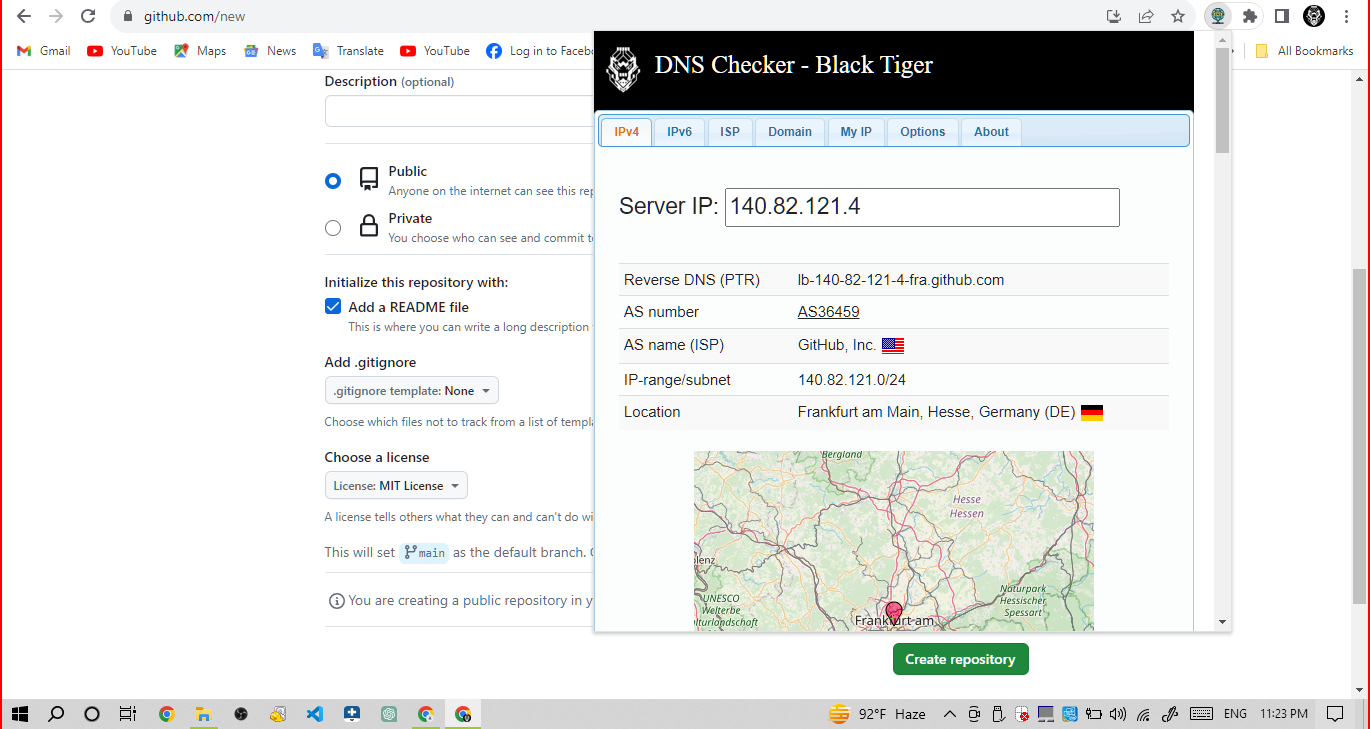 github.com/new
Gmail
YouTube
Maps
News
Translate
YouTube
Log in to Faceb
All Bookmarks
Description (optional)
Public
Anyone on the internet can see this rep
Private
You choose who can see and commit t
Initialize this repository with:
Add a README file
This is where you can write a long description
Add .gitignore
.gitignore template: None
Choose which files not to track from a list of templ
Choose a license
License: MIT License
A license tells others what they can and can't do wi
This will set main as the default branch.
You are creating a public repository in y
Create repository
DNS Checker - Black Tiger
IPv4
IPv6
ISP
Domain
My IP
Options
About
Server IP: 140.82.121.4
Reverse DNS (PTR) lb-140-82-121-4-fra.github.com
AS number AS36459
AS name (ISP) GitHub, Inc.
IP-range/subnet 140.82.121.0/24
Location Frankfurt am Main, Hesse, Germany (DE)
Bergland
Hesse
Hessen
blenz
UNESCO
Welterbe
ulturlandschaft
Naturpark
Hessischer
Spessart
Frankfurt am
92°F Haze
ENG
11:23 PM